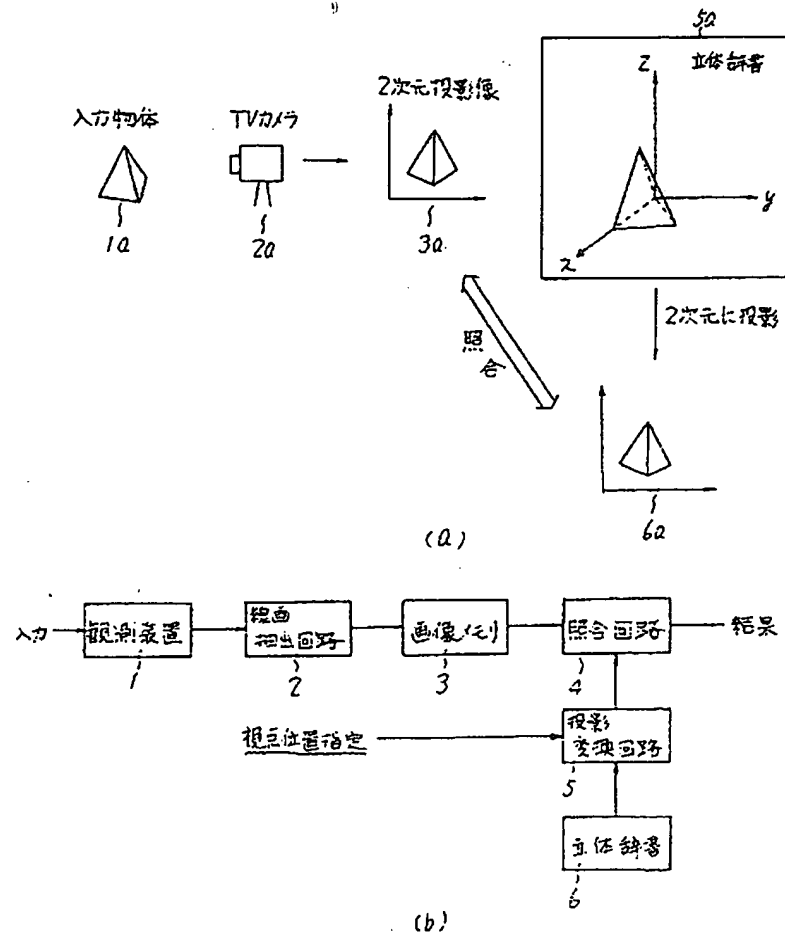 5a
立体辞書
Z
y
x
入力物体
1a
TVカメラ
2a
2次元投影像
3a
照合
2次元に投影
6a
(a)
入力
観測装置
1
線画
抽出回路
2
画像メモリ
3
照合回路
4
結果
視点位置指定
投影
変換回路
5
立体辞書
6
(b)